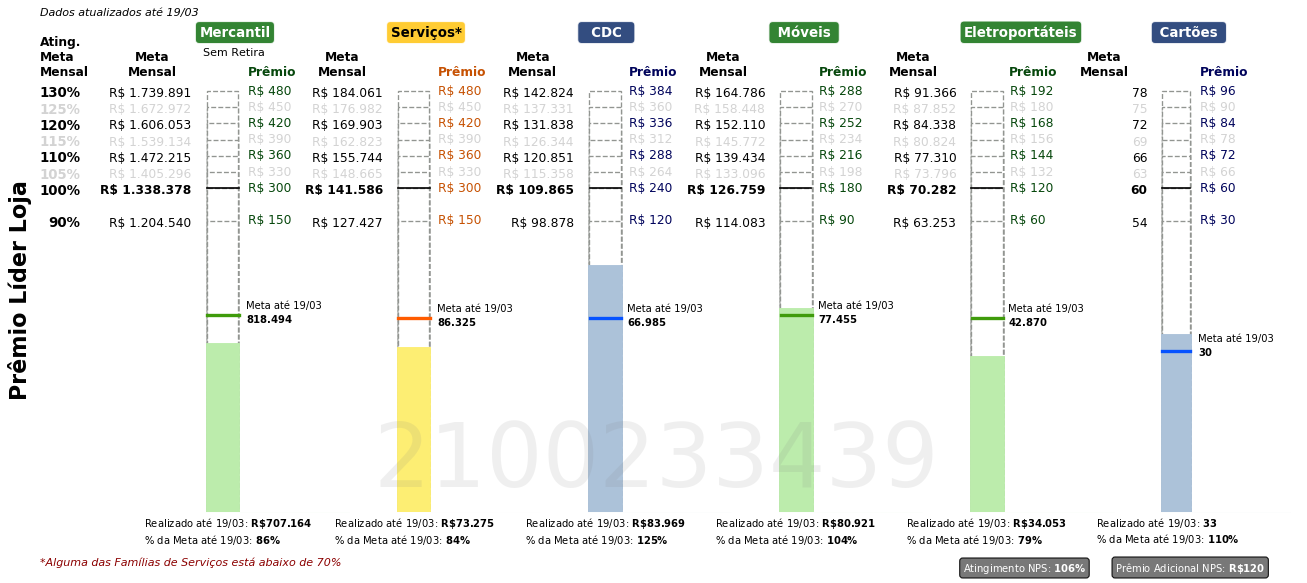 Dados atualizados até 19/03
Mercantil Serviços* CDC Móveis Eletroportáteis Cartões
Sem Retira
Ating. Meta Mensal Meta Mensal Prêmio Meta Mensal Prêmio Meta Mensal Prêmio Meta Mensal Prêmio Meta Mensal Prêmio Meta Mensal Prêmio
130% R$ 1.739.891 R$ 480 R$ 184.061 R$ 480 R$ 142.824 R$ 384 R$ 164.786 R$ 288 R$ 91.366 R$ 192 78 R$ 96
125% R$ 1.672.972 R$ 450 R$ 176.982 R$ 450 R$ 137.331 R$ 360 R$ 158.448 R$ 270 R$ 87.852 R$ 180 75 R$ 90
120% R$ 1.606.053 R$ 420 R$ 169.903 R$ 420 R$ 131.838 R$ 336 R$ 152.110 R$ 252 R$ 84.338 R$ 168 72 R$ 84
115% R$ 1.539.134 R$ 390 R$ 162.823 R$ 390 R$ 126.344 R$ 312 R$ 145.772 R$ 234 R$ 80.824 R$ 156 69 R$ 78
110% R$ 1.472.215 R$ 360 R$ 155.744 R$ 360 R$ 120.851 R$ 288 R$ 139.434 R$ 216 R$ 77.310 R$ 144 66 R$ 72
105% R$ 1.405.296 R$ 330 R$ 148.665 R$ 330 R$ 115.358 R$ 264 R$ 133.096 R$ 198 R$ 73.796 R$ 132 63 R$ 66
100% R$ 1.338.378 R$ 300 R$ 141.586 R$ 300 R$ 109.865 R$ 240 R$ 126.759 R$ 180 R$ 70.282 R$ 120 60 R$ 60
90% R$ 1.204.540 R$ 150 R$ 127.427 R$ 150 R$ 98.878 R$ 120 R$ 114.083 R$ 90 R$ 63.253 R$ 60 54 R$ 30
Prêmio Líder Loja
Meta até 19/03 Meta até 19/03 Meta até 19/03 Meta até 19/03 Meta até 19/03 Meta até 19/03
818.494 86.325 66.985 77.455 42.870 30
2100233439
Realizado até 19/03: R$707.164 Realizado até 19/03: R$73.275 Realizado até 19/03: R$83.969 Realizado até 19/03: R$80.921 Realizado até 19/03: R$34.053 Realizado até 19/03: 33
% da Meta até 19/03: 86% % da Meta até 19/03: 84% % da Meta até 19/03: 125% % da Meta até 19/03: 104% % da Meta até 19/03: 79% % da Meta até 19/03: 110%
*Alguma das Famílias de Serviços está abaixo de 70% Atingimento NPS: 106% Prêmio Adicional NPS: R$120